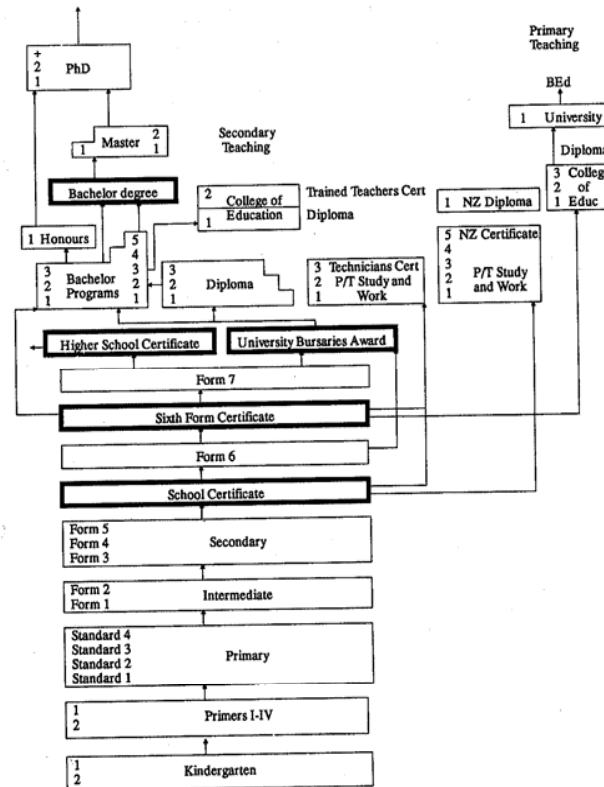 Primary
Teaching
BEd
1 University
Diploma
3 College
2 of
1 Educ
+
2 PhD
1
Master 2
1 1
Secondary
Teaching
Bachelor degree
2 College of Trained Teachers Cert
1 Education Diploma
1 NZ Diploma
1 Honours
5
4
3 Bachelor 3
2 Programs 2
1 1
3
2 Diploma
1
3 Technicians Cert
2 P/T Study and
1 Work
5 NZ Certificate
4
3 P/T Study
2 and Work
1
Higher School Certificate
University Bursaries Award
Form 7
Sixth Form Certificate
Form 6
School Certificate
Form 5
Form 4 Secondary
Form 3
Form 2 Intermediate
Form 1
Standard 4
Standard 3 Primary
Standard 2
Standard 1
1 Primers I-IV
2
1 Kindergarten
2